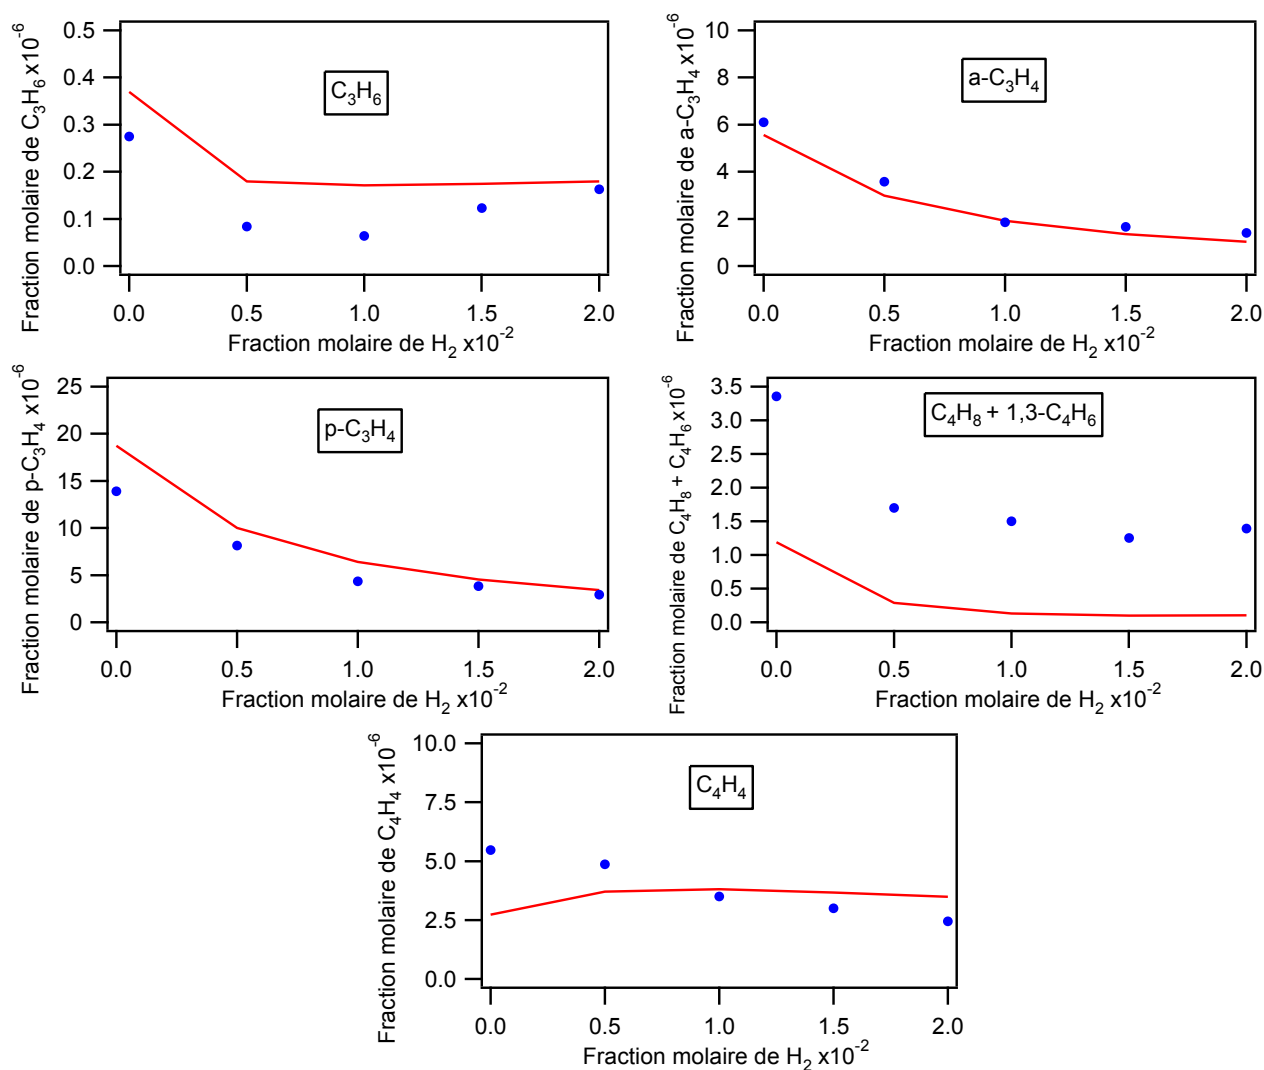 Fraction molaire de C3H6 x10-6
0.5
0.4
0.3
0.2
0.1
0.0
C3H6
0.0 0.5 1.0 1.5 2.0
Fraction molaire de H2 x10-2
Fraction molaire de a-C3H4 x10-6
10
8
6
4
2
0
a-C3H4
0.0 0.5 1.0 1.5 2.0
Fraction molaire de H2 x10-2
Fraction molaire de p-C3H4 x10-6
25
20
15
10
5
0
p-C3H4
0.0 0.5 1.0 1.5 2.0
Fraction molaire de H2 x10-2
Fraction molaire de C4H8 + C4H6 x10-6
3.5
3.0
2.5
2.0
1.5
1.0
0.5
0.0
C4H8 + 1,3-C4H6
0.0 0.5 1.0 1.5 2.0
Fraction molaire de H2 x10-2
Fraction molaire de C4H4 x10-6
10.0
7.5
5.0
2.5
0.0
C4H4
0.0 0.5 1.0 1.5 2.0
Fraction molaire de H2 x10-2